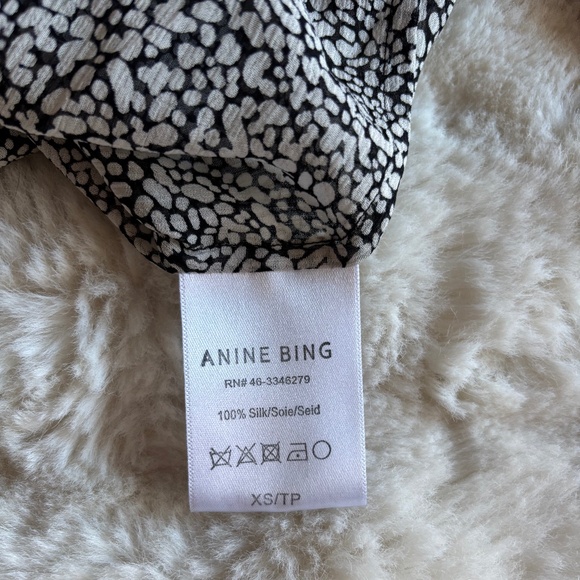 ANINE BING
RN# 46-3346279
100% Silk/Soie/Seid
XS/TP